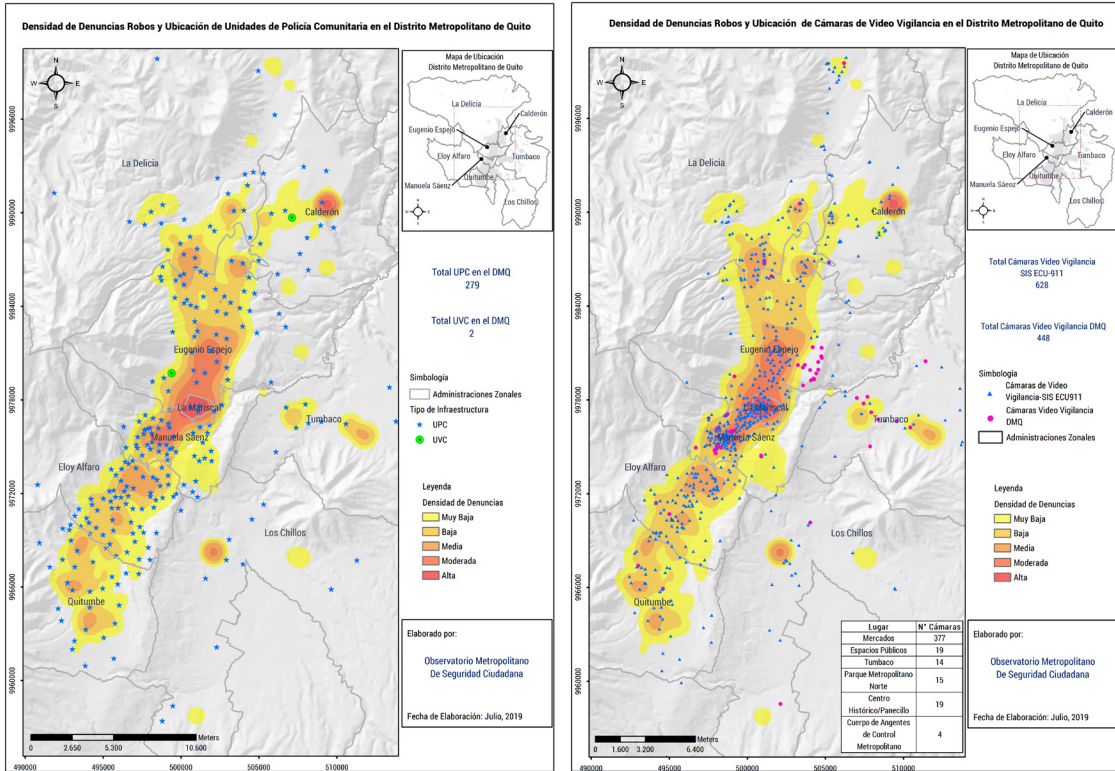 Densidad de Denuncias Robos y Ubicación de Unidades de Policía Comunitaria en el Distrito Metropolitano de Quito
N
W
E
S
La Delicia
Calderón
Eugenio Espejo
La Mariscal
Manuela Sáenz
Tumbaco
Eloy Alfaro
Los Chillos
Quitumbe
9996000
9990000
9984000
9978000
9972000
9966000
9960000
Meters
0 2.650 5.300 10.600
490000 495000 500000 505000 510000
Mapa de Ubicación
Distrito Metropolitano de Quito
La Delicia
Calderón
Eugenio Espejo
Eloy Alfaro
Tumbaco
Quitumbe
Manuela Sáenz
Los Chillos
Total UPC en el DMQ
279
Total UVC en el DMQ
2
Simbología
Administraciones Zonales
Tipo de Infraestructura
UPC
UVC
Leyenda
Densidad de Denuncias
Muy Baja
Baja
Media
Moderada
Alta
Elaborado por:
Observatorio Metropolitano
De Seguridad Ciudadana
Fecha de Elaboración: Julio, 2019
Densidad de Denuncias Robos y Ubicación de Cámaras de Video Vigilancia en el Distrito Metropolitano de Quito
N
W
E
S
La Delicia
Calderón
Eugenio Espejo
La Mariscal
Manuela Sáenz
Tumbaco
Eloy Alfaro
Los Chillos
Quitumbe
9996000
9990000
9984000
9978000
9972000
9966000
9960000
Meters
0 1.600 3.200 6.400
490000 495000 500000 505000 510000
Lugar N° Cámaras
Mercados 377
Espacios Públicos 19
Tumbaco 14
Parque Metropolitano
Norte 15
Centro
Histórico/Panecillo 19
Cuerpo de Angentes
de Control
Metropolitano 4
Mapa de Ubicación
Distrito Metropolitano de Quito
La Delicia
Calderón
Eugenio Espejo
Eloy Alfaro
Tumbaco
Quitumbe
Manuela Sáenz
Los Chillos
Total Cámaras Video Vigilancia
SIS ECU-911
628
Total Cámaras Video Vigilancia DMQ
448
Simbología
Cámaras de Video
Vigilancia-SIS ECU911
Cámaras Video Vigilancia
DMQ
Administraciones Zonales
Leyenda
Densidad de Denuncias
Muy Baja
Baja
Media
Moderada
Alta
Elaborado por:
Observatorio Metropolitano
De Seguridad Ciudadana
Fecha de Elaboración: Julio, 2019